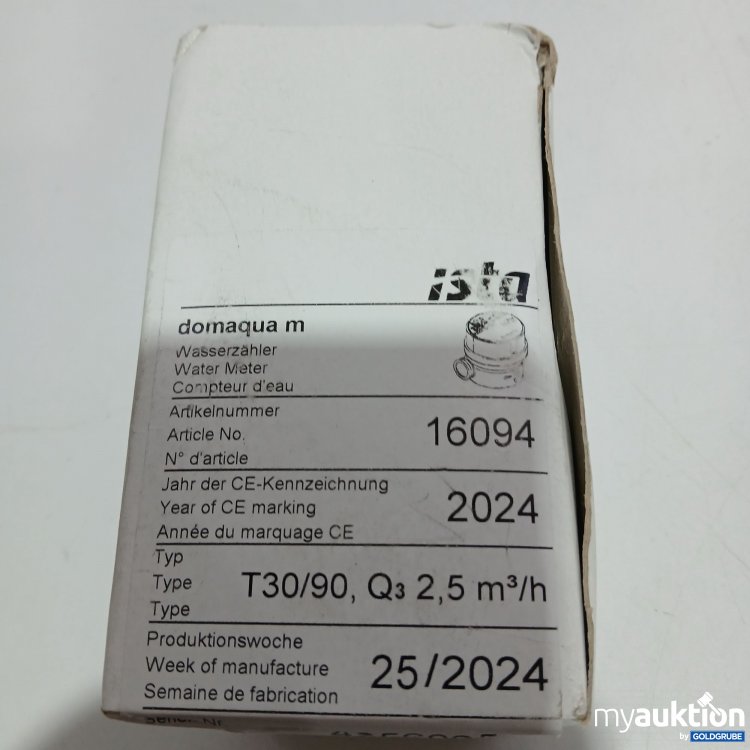 ista
domaqua m
Wasserzähler
Water Meter
Compteur d'eau
Artikelnummer
Article No.
N° d'article
16094
Jahr der CE-Kennzeichnung
Year of CE marking
Année du marquage CE
2024
Typ
Type
Type
T30/90, Q3 2,5 m³/h
Produktionswoche
Week of manufacture
Semaine de fabrication
25/2024
myauktion
by GOLDGRUBE